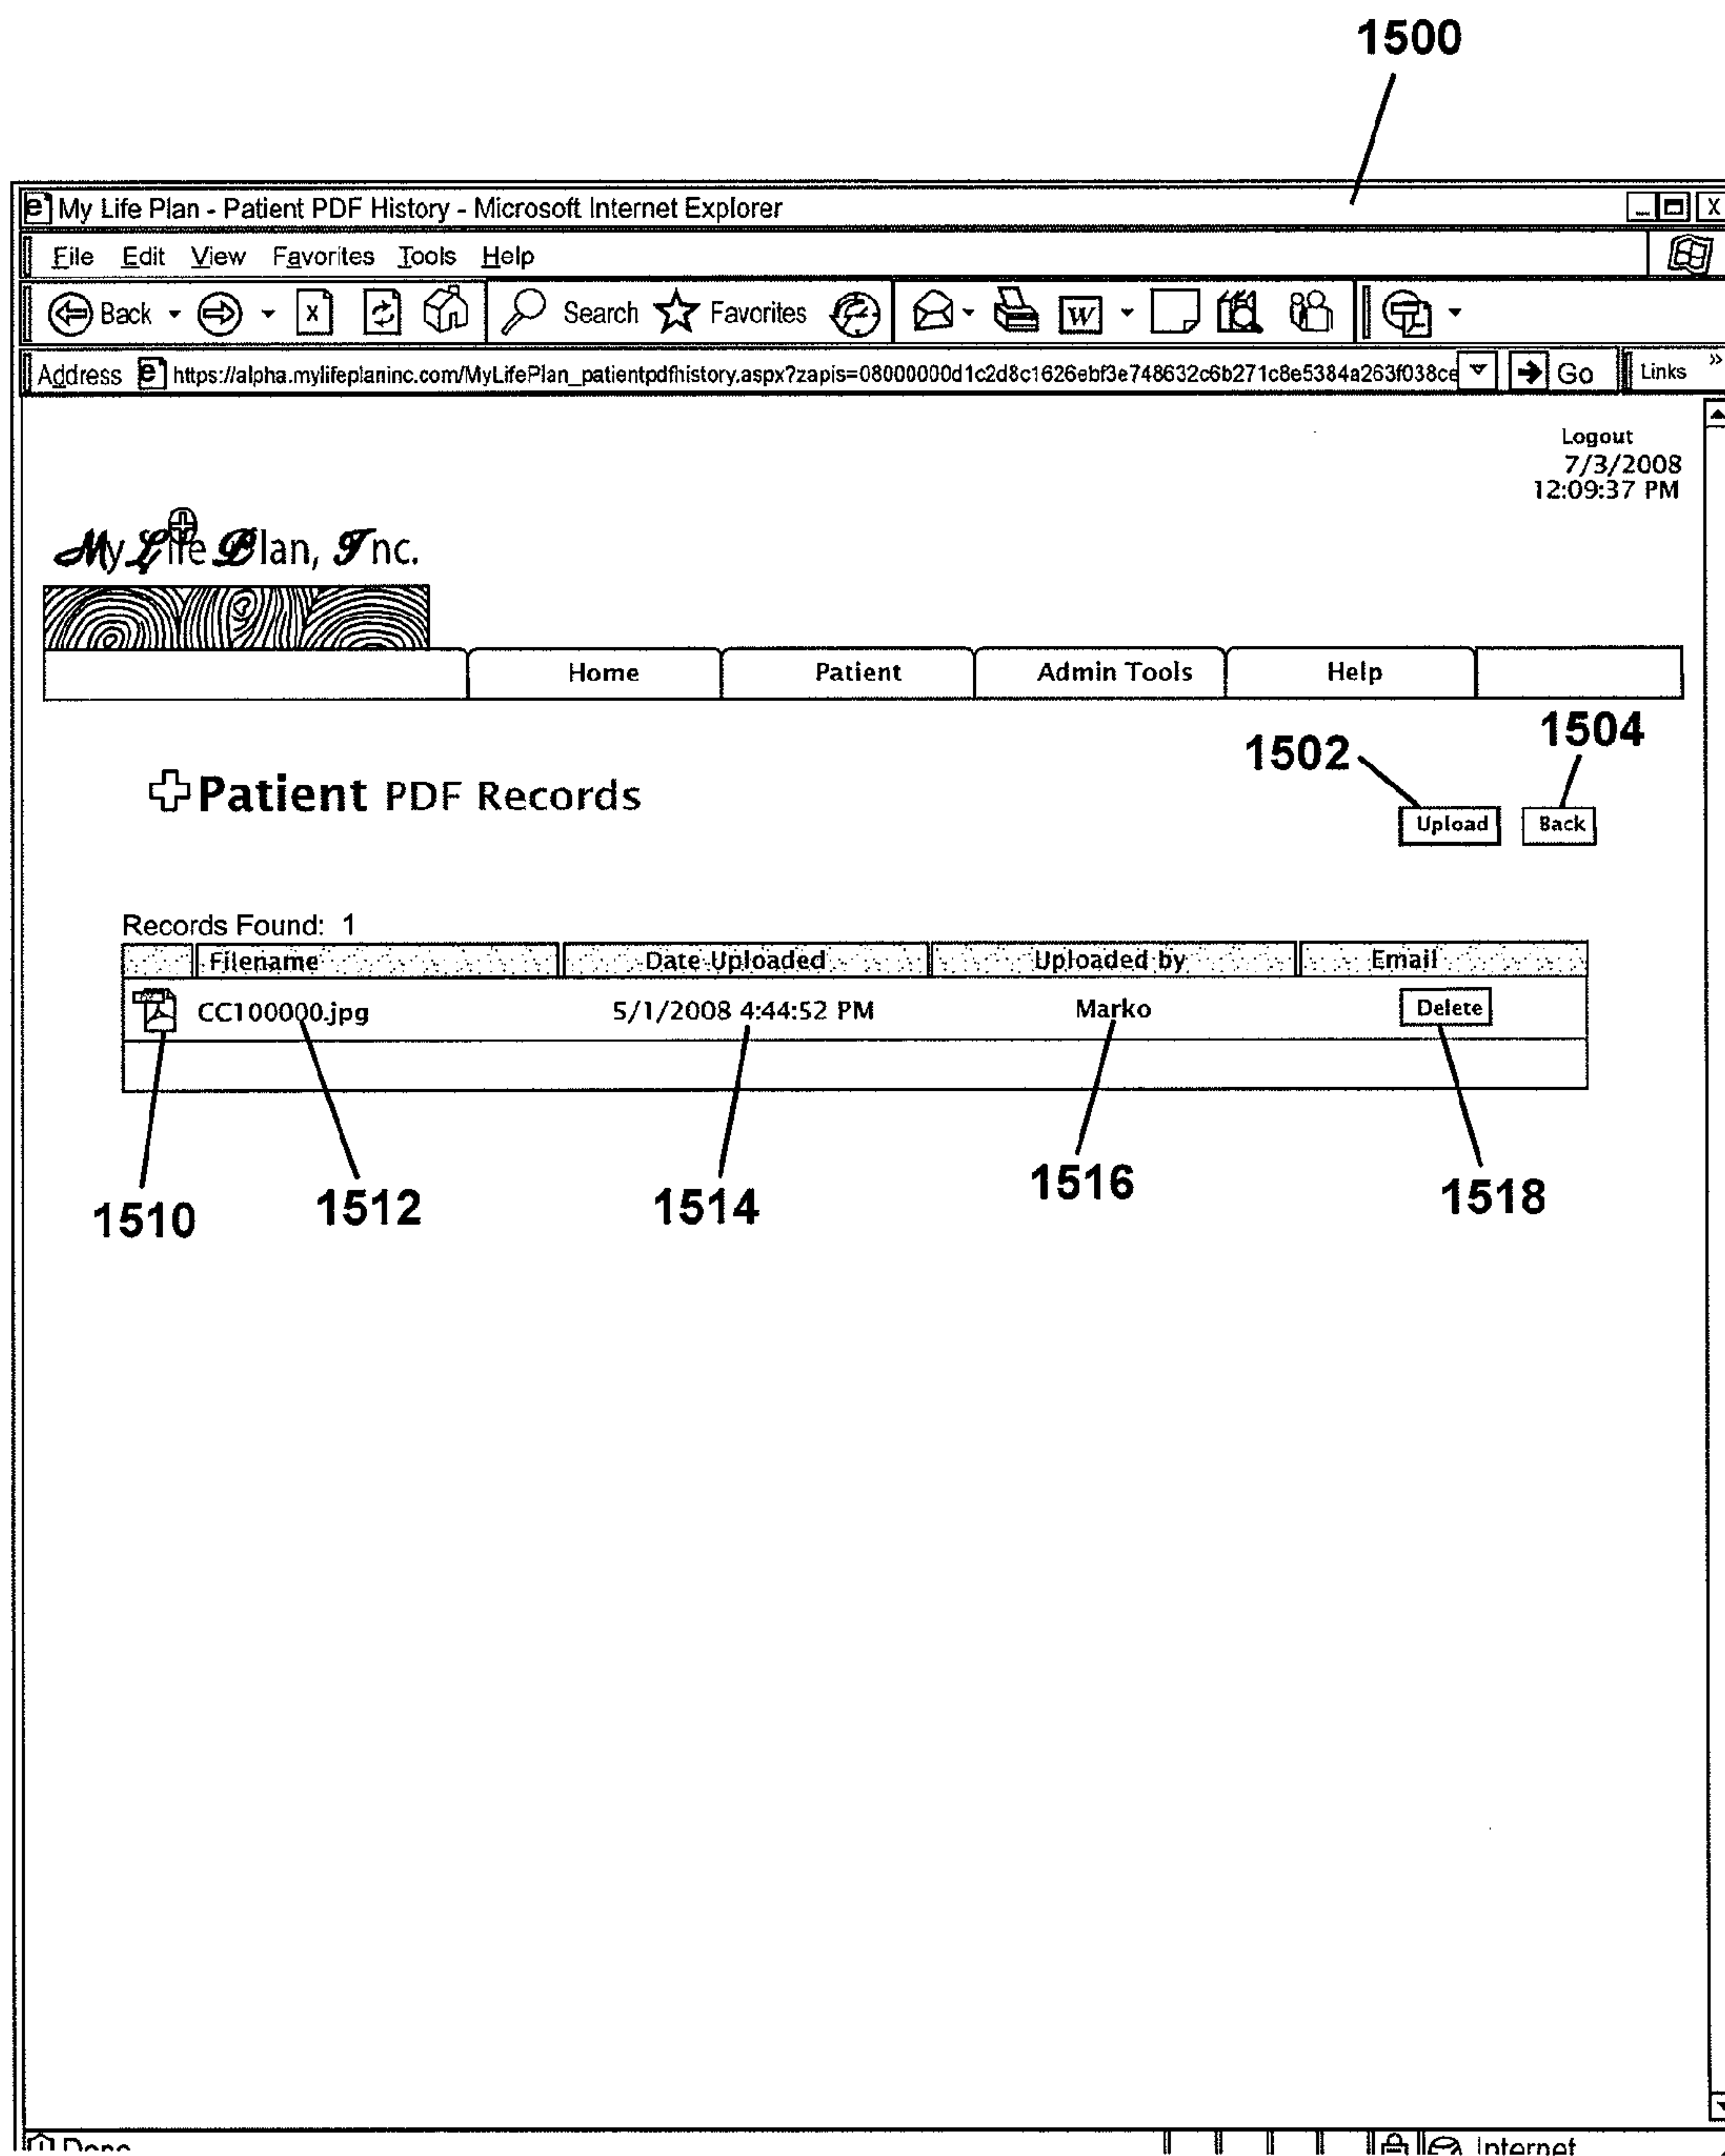 1500
My Life Plan - Patient PDF History - Microsoft Internet Explorer
File Edit View Favorites Tools Help
Back Search Favorites W
Address https://alpha.mylifeplaninc.com/MyLifePlan_patientpdfhistory.aspx?zapis=08000000d1c2d8c1626ebf3e748632c6b271c8e5384a263f038ce Go Links »
Logout
7/3/2008
12:09:37 PM
My Life Plan, Inc.
Home Patient Admin Tools Help
1502 1504
Patient PDF Records
Upload Back
Records Found: 1
Filename Date Uploaded Uploaded by Email
CC100000.jpg 5/1/2008 4:44:52 PM Marko Delete
1510 1512 1514 1516 1518
Done Internet